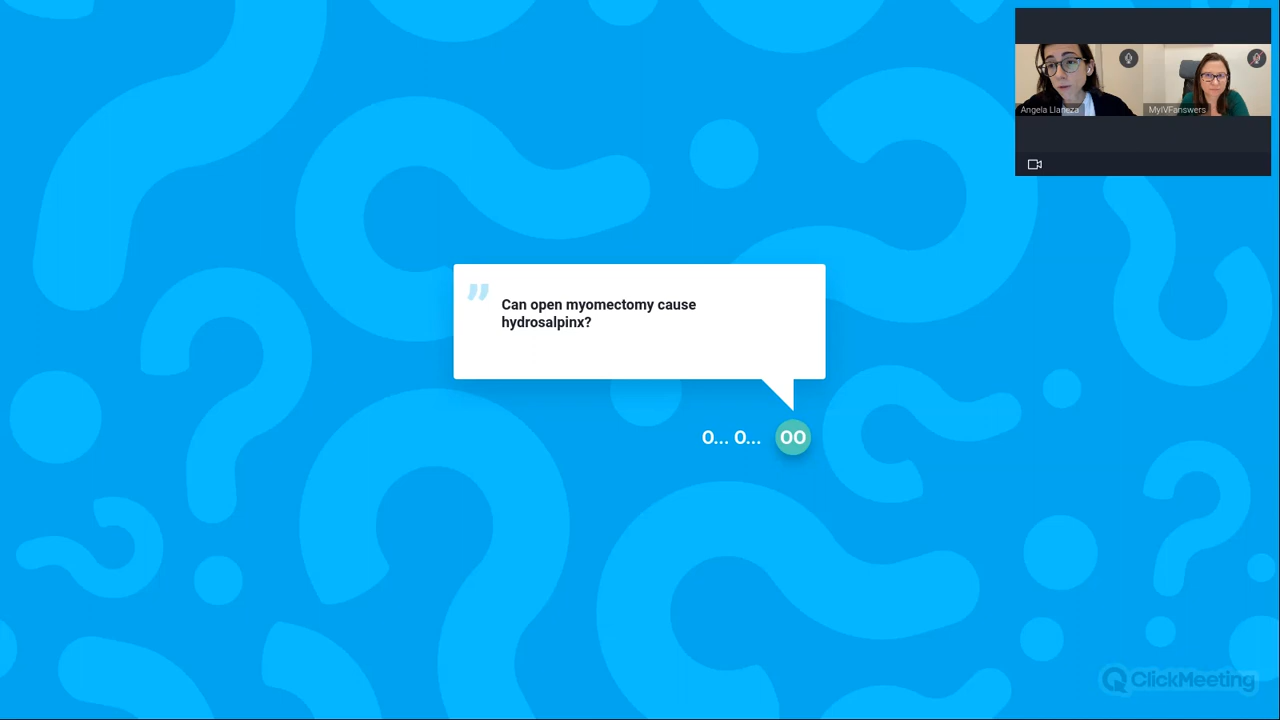 Angela Llaneza
MyIVFanswers
”
Can open myomectomy cause
hydrosalpinx?
O... O...
OO
ClickMeeting